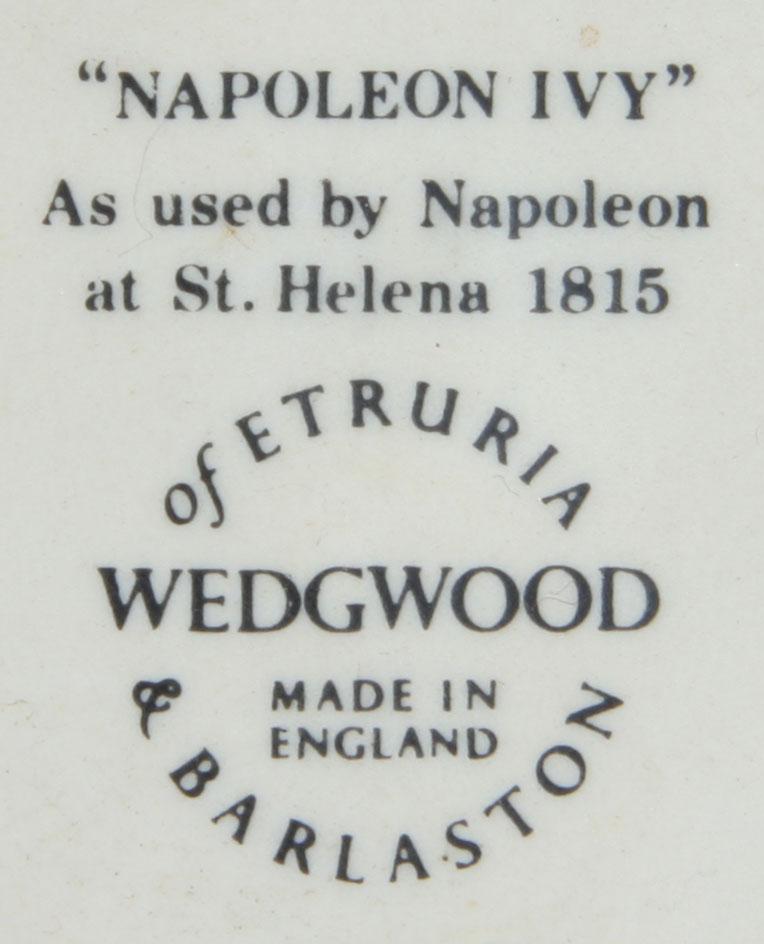 “NAPOLEON IVY”
As used by Napoleon
at St. Helena 1815
of ETRURIA
WEDGWOOD
MADE IN
ENGLAND
& BARLASTON